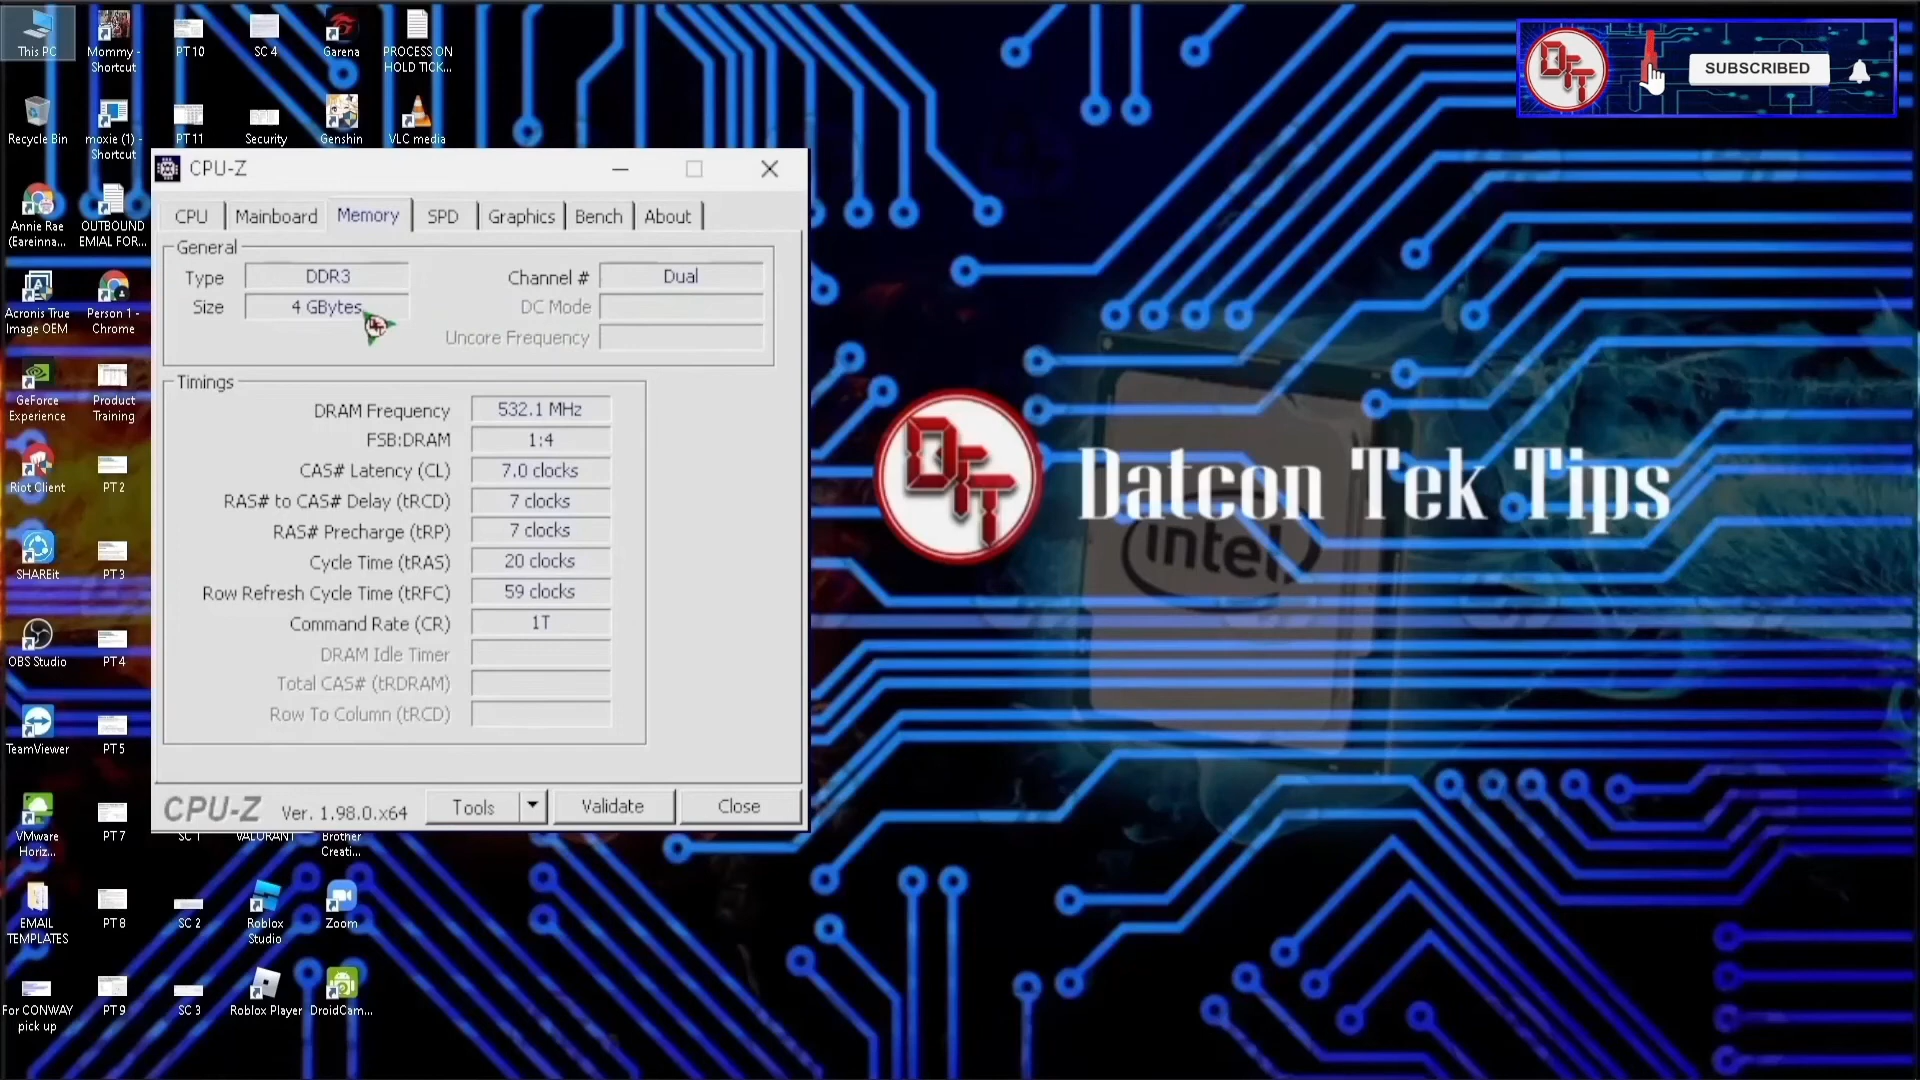 This PC
Mommy -
Shortcut
PT 10
SC 4
Garena
PROCESS ON
HOLD TICK...
Recycle Bin
moxie (1) -
Shortcut
PT 11
Security
Genshin
VLC media
Annie Rae
(Eareinna...
OUTBOUND
EMIAL FOR...
Acronis True
Image OEM
Person 1 -
Chrome
GeForce
Experience
Product
Training
Riot Client
PT 2
SHAREit
PT 3
OBS Studio
PT 4
TeamViewer
PT 5
VMware
Horiz...
PT 7
SC 1
VALORANT
Brother
Creati...
EMAIL
TEMPLATES
PT 8
SC 2
Roblox
Studio
Zoom
For CONWAY
pick up
PT 9
SC 3
Roblox Player
DroidCam...
CPU-Z
CPU Mainboard Memory SPD Graphics Bench About
General
Type DDR3 Channel # Dual
Size 4 GBytes DC Mode
Uncore Frequency
Timings
DRAM Frequency 532.1 MHz
FSB:DRAM 1:4
CAS# Latency (CL) 7.0 clocks
RAS# to CAS# Delay (tRCD) 7 clocks
RAS# Precharge (tRP) 7 clocks
Cycle Time (tRAS) 20 clocks
Row Refresh Cycle Time (tRFC) 59 clocks
Command Rate (CR) 1T
DRAM Idle Timer
Total CAS# (tRDRAM)
Row To Column (tRCD)
CPU-Z Ver. 1.98.0.x64 Tools Validate Close
DTT
SUBSCRIBED
DTT Datcon Tek Tips
intel